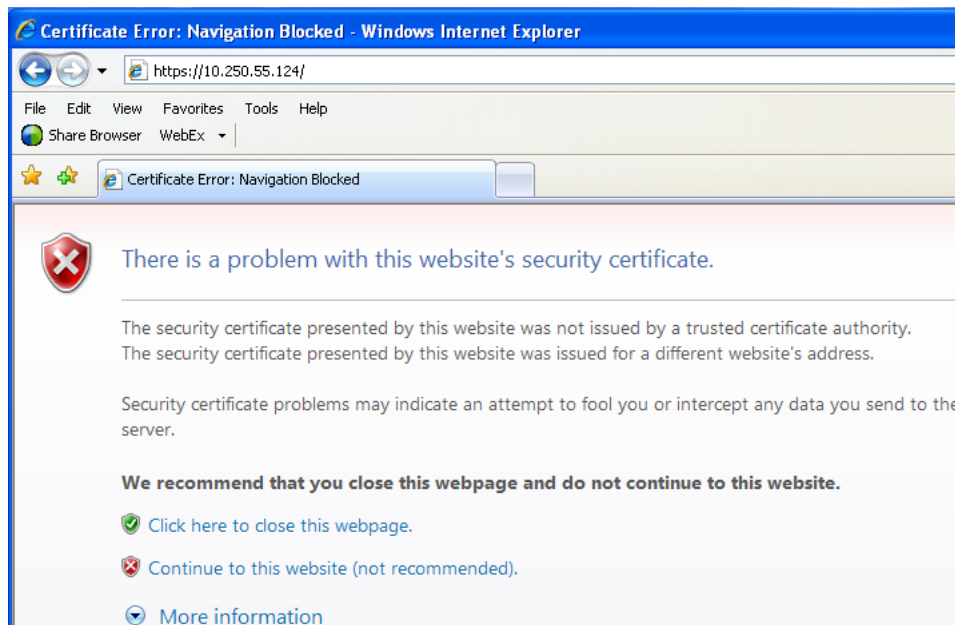 Certificate Error: Navigation Blocked - Windows Internet Explorer
https://10.250.55.124/
File Edit View Favorites Tools Help
Share Browser WebEx
Certificate Error: Navigation Blocked
There is a problem with this website's security certificate.
The security certificate presented by this website was not issued by a trusted certificate authority.
The security certificate presented by this website was issued for a different website's address.
Security certificate problems may indicate an attempt to fool you or intercept any data you send to the
server.
We recommend that you close this webpage and do not continue to this website.
Click here to close this webpage.
Continue to this website (not recommended).
More information